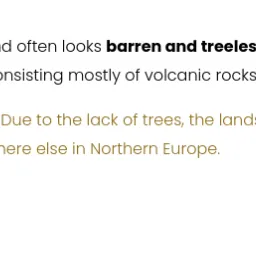 d often looks barren and treeles
onsisting mostly of volcanic rocks
Due to the lack of trees, the lands
here else in Northern Europe.